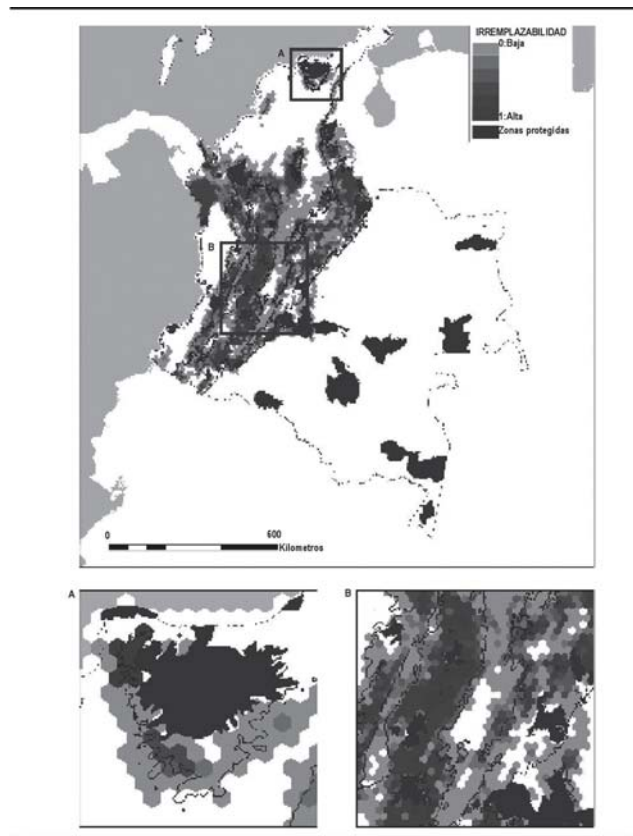 IRREMPLAZABILIDAD
0:Baja
1:Alta
Zonas protegidas
A
B
0
600
Kilometros
A
B